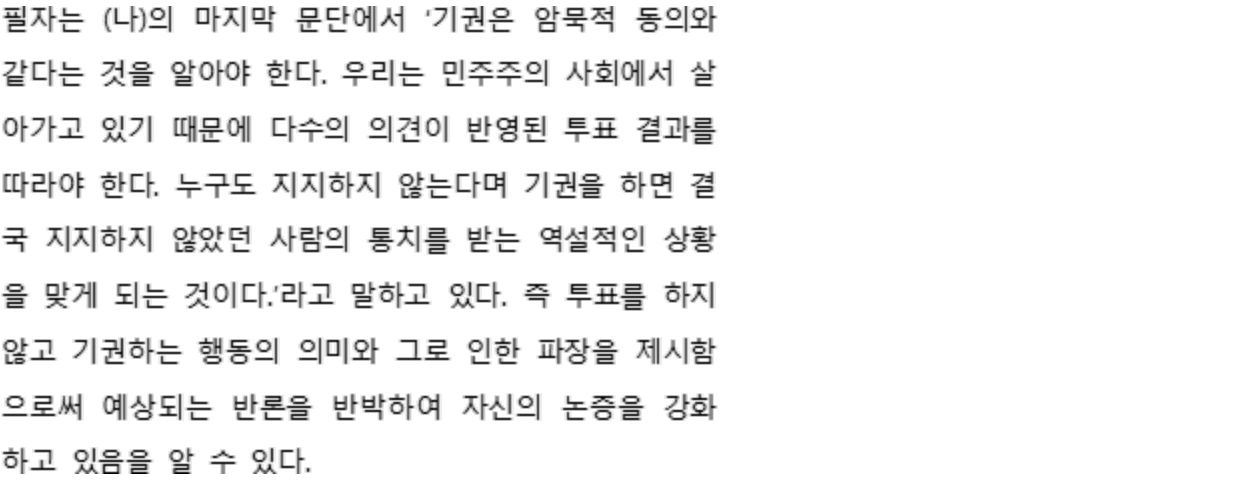 필자는 (나)의 마지막 문단에서 ‘기권은 암묵적 동의와
같다는 것을 알아야 한다. 우리는 민주주의 사회에서 살
아가고 있기 때문에 다수의 의견이 반영된 투표 결과를
따라야 한다. 누구도 지지하지 않는다며 기권을 하면 결
국 지지하지 않았던 사람의 통치를 받는 역설적인 상황
을 맞게 되는 것이다.’라고 말하고 있다. 즉 투표를 하지
않고 기권하는 행동의 의미와 그로 인한 파장을 제시함
으로써 예상되는 반론을 반박하여 자신의 논증을 강화
하고 있음을 알 수 있다.